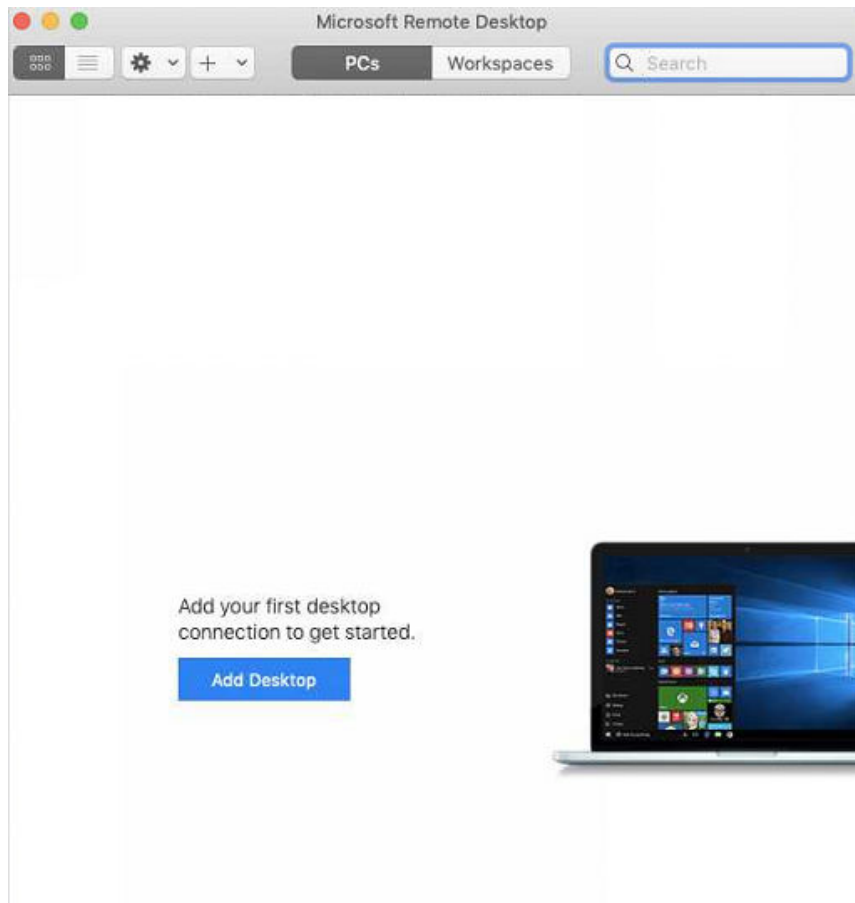 Microsoft Remote Desktop
PCs
Workspaces
Search
Add your first desktop
connection to get started.
Add Desktop